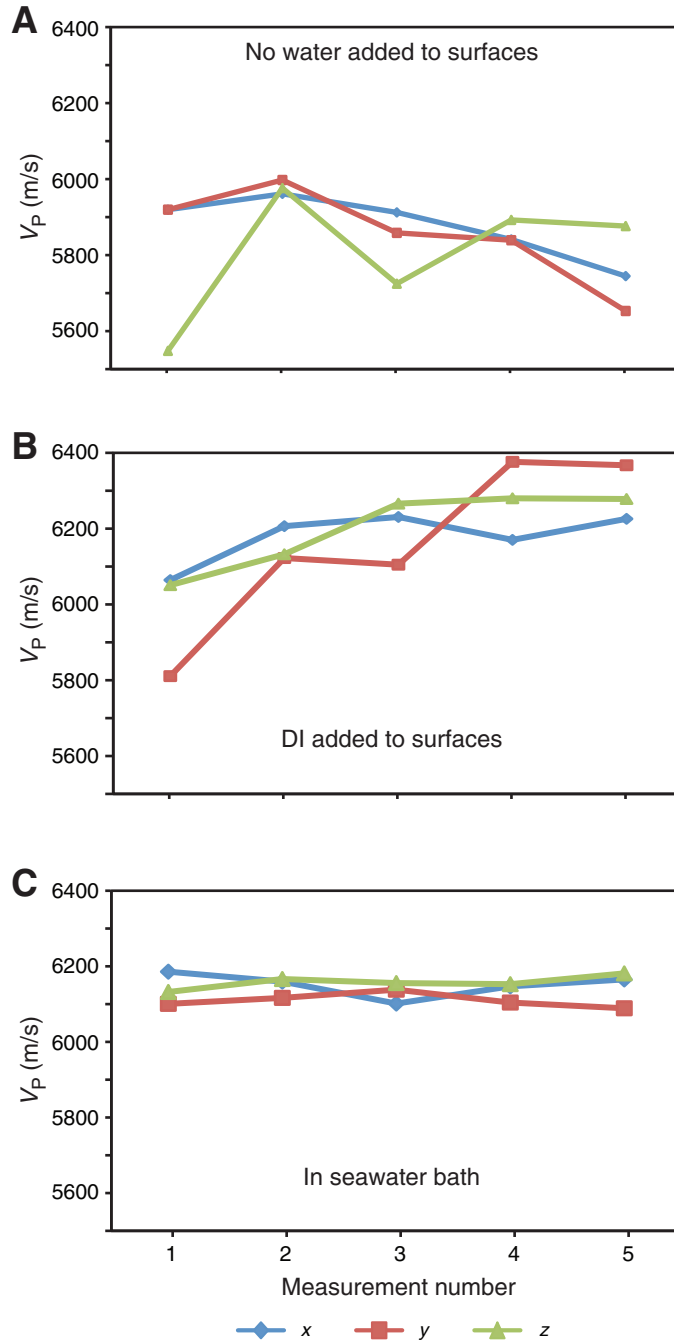 A
No water added to surfaces
6400
6200
6000
5800
5600
V_P (m/s)
B
DI added to surfaces
6400
6200
6000
5800
5600
V_P (m/s)
C
In seawater bath
6400
6200
6000
5800
5600
V_P (m/s)
1 2 3 4 5
Measurement number
x y z